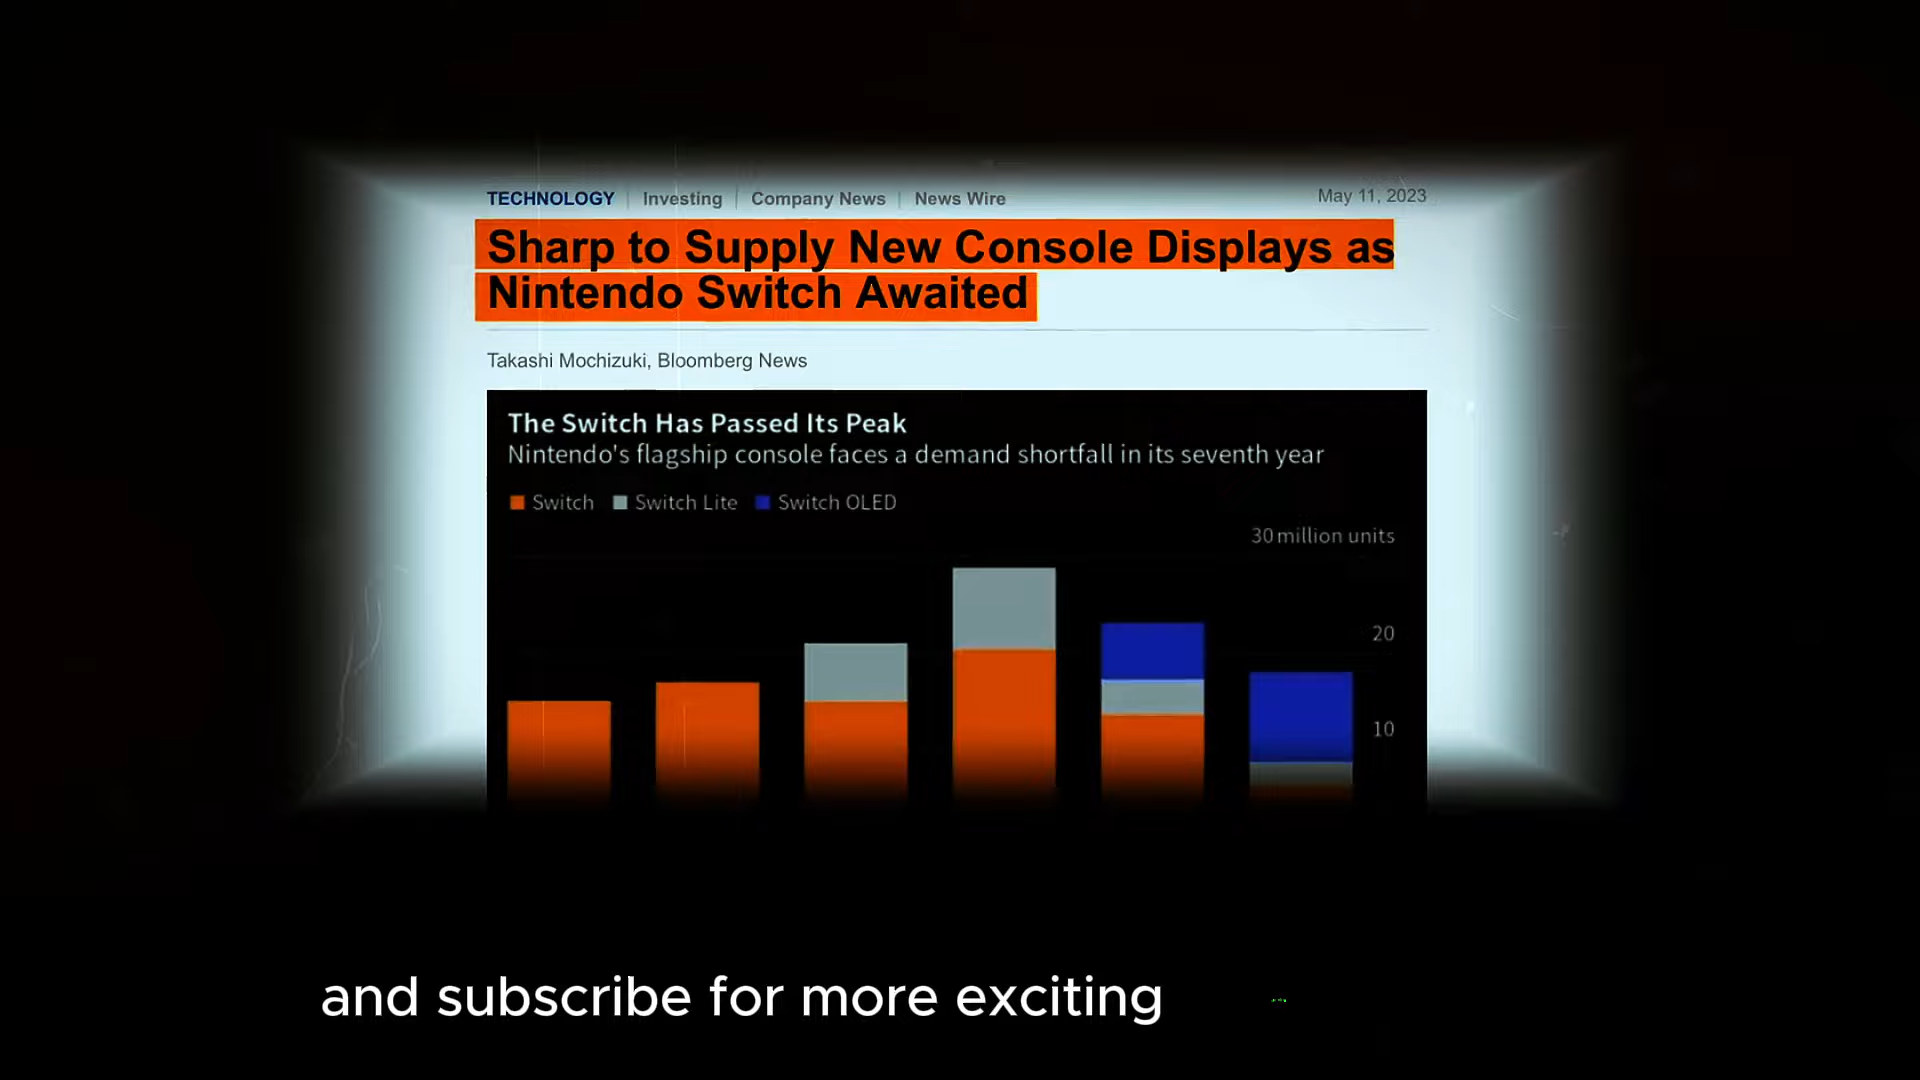 TECHNOLOGY | Investing | Company News | News Wire
May 11, 2023
Sharp to Supply New Console Displays as
Nintendo Switch Awaited
Takashi Mochizuki, Bloomberg News
The Switch Has Passed Its Peak
Nintendo's flagship console faces a demand shortfall in its seventh year
Switch Switch Lite Switch OLED
30 million units
20
10
and subscribe for more exciting